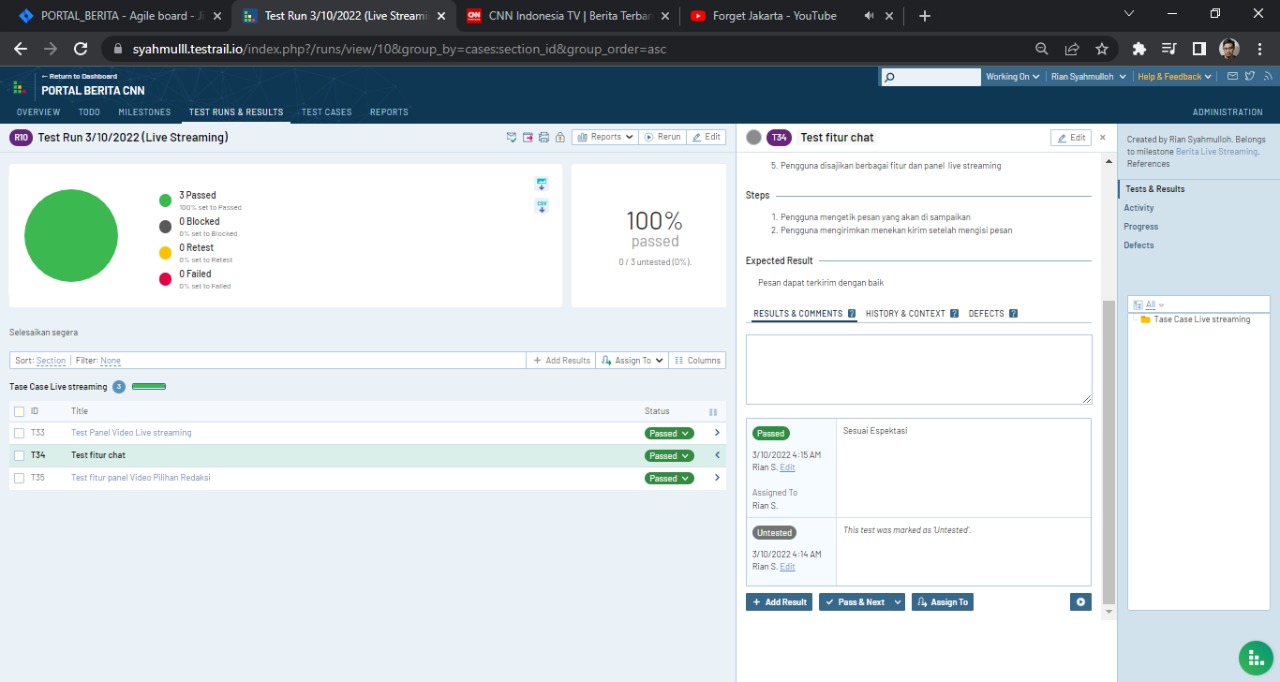 PORTAL_BERITA - Agile board - Ji
Test Run 3/10/2022 (Live Streami
CNN Indonesia TV | Berita Terbar
Forget Jakarta - YouTube
syahmulll.testrail.io/index.php?/runs/view/10&group_by=cases:section_id&group_order=asc
← Return to Dashboard
PORTAL BERITA CNN
Working On
Rian Syahmulloh
Help & Feedback
OVERVIEW
TODO
MILESTONES
TEST RUNS & RESULTS
TEST CASES
REPORTS
ADMINISTRATION
R10 Test Run 3/10/2022 (Live Streaming)
Reports
Rerun
Edit
3 Passed
100% set to Passed
0 Blocked
0% set to Blocked
0 Retest
0% set to Retest
0 Failed
0% set to Failed
CSV
100%
passed
0 / 3 untested (0%).
Selesaikan segera
Sort: Section | Filter: None
+ Add Results
Assign To
Columns
Tase Case Live streaming 3
ID Title Status
T33 Test Panel Video Live streaming Passed
T34 Test fitur chat Passed
T35 Test fitur panel Video Pilihan Redaksi Passed
T34 Test fitur chat
Edit
5. Pengguna disajikan berbagai fitur dan panel live streaming
Steps
1. Pengguna mengetik pesan yang akan di sampaikan
2. Pengguna mengirimkan menekan kirim setelah mengisi pesan
Expected Result
Pesan dapat terkirim dengan baik
RESULTS & COMMENTS ? HISTORY & CONTEXT ? DEFECTS ?
Passed
Sesuai Espektasi
3/10/2022 4:15 AM
Rian S. Edit
Assigned To
Rian S.
Untested
This test was marked as 'Untested'.
3/10/2022 4:14 AM
Rian S. Edit
+ Add Result
Pass & Next
Assign To
Created by Rian Syahmulloh. Belongs
to milestone Berita Live Streaming.
References
Tests & Results
Activity
Progress
Defects
All
Tase Case Live streaming